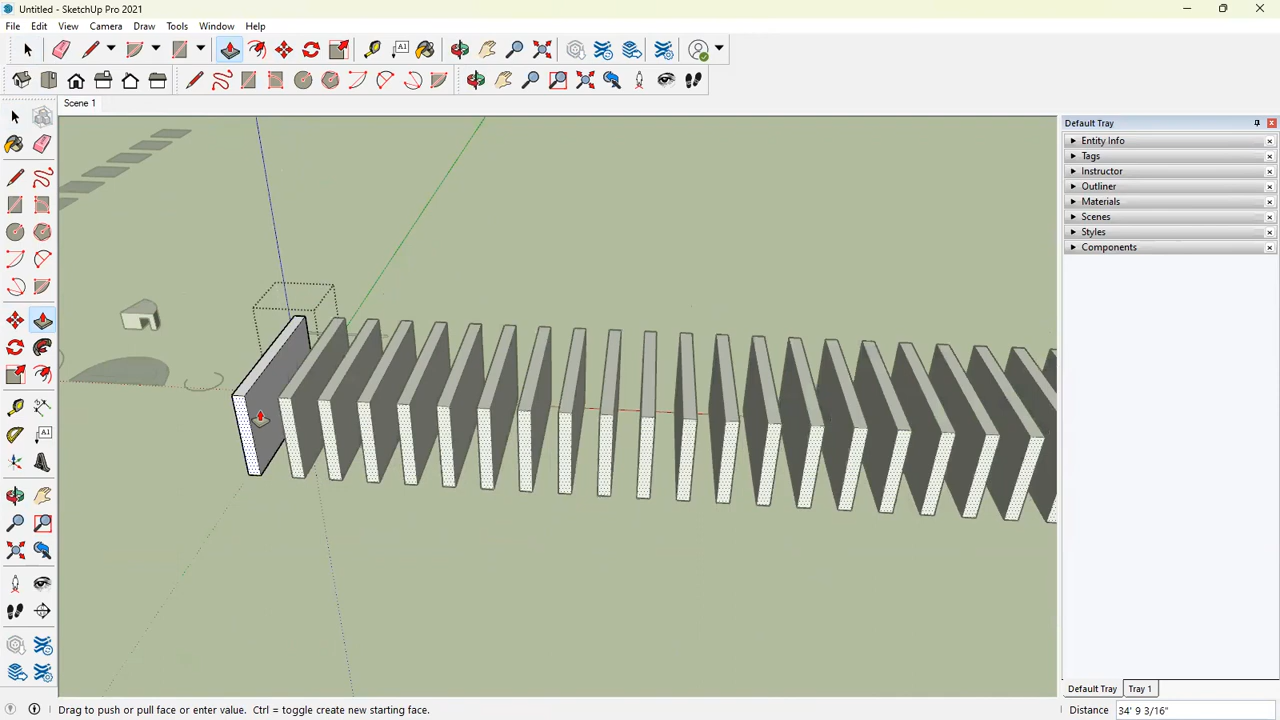 Untitled - SketchUp Pro 2021
File Edit View Camera Draw Tools Window Help
A1
Scene 1
Default Tray
Entity Info
Tags
Instructor
Outliner
Materials
Scenes
Styles
Components
A1
Default Tray Tray 1
Drag to push or pull face or enter value. Ctrl = toggle create new starting face.
Distance 34' 9 3/16"